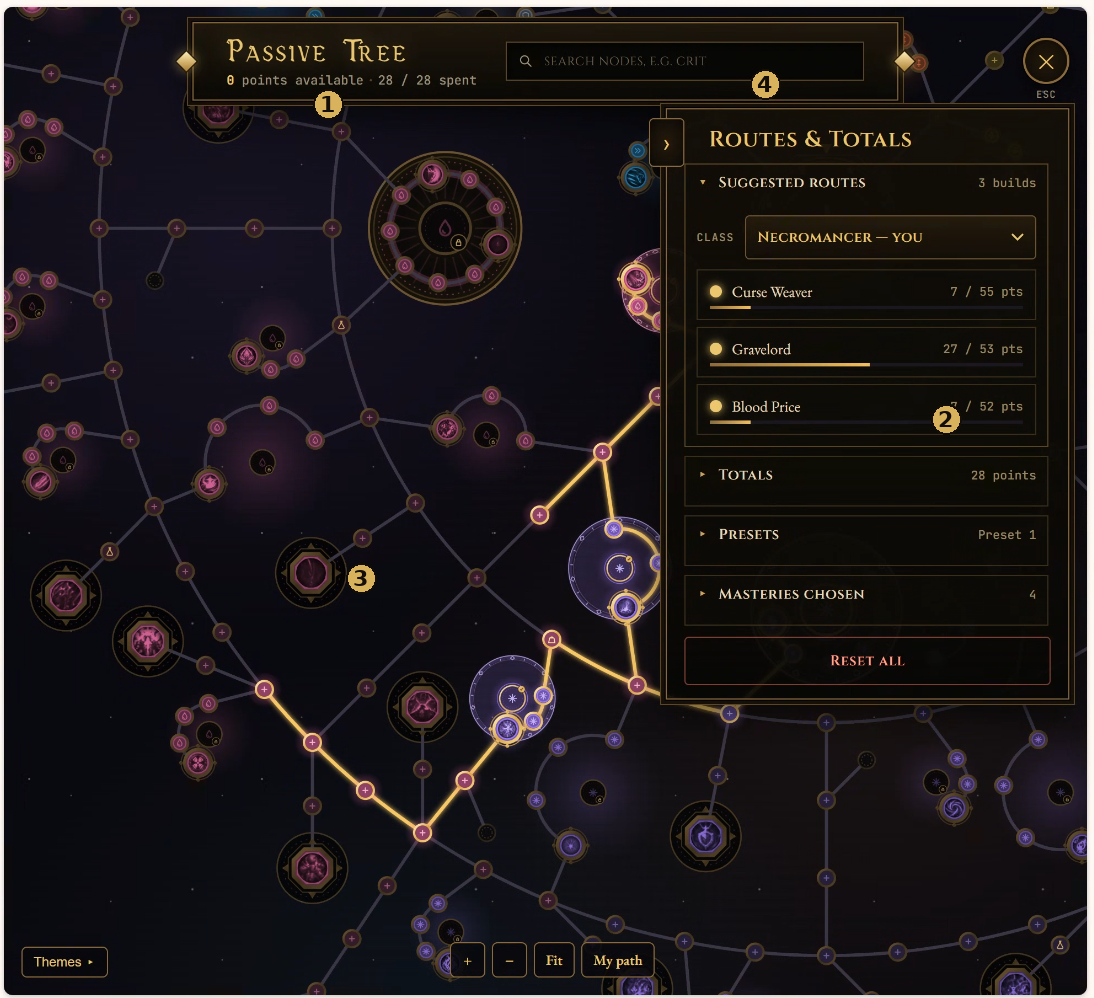 Passive Tree
0 points available · 28 / 28 spent
SEARCH NODES, E.G. CRIT
1
4
ESC
❯
Routes & Totals
▾ Suggested Routes 3 builds
CLASS Necromancer — you
Curse Weaver 7 / 55 pts
Gravelord 27 / 53 pts
Blood Price 7 / 52 pts
2
▸ Totals 28 points
▸ Presets Preset 1
▸ Masteries Chosen 4
Reset all
3
Themes ▸
+ − Fit My path